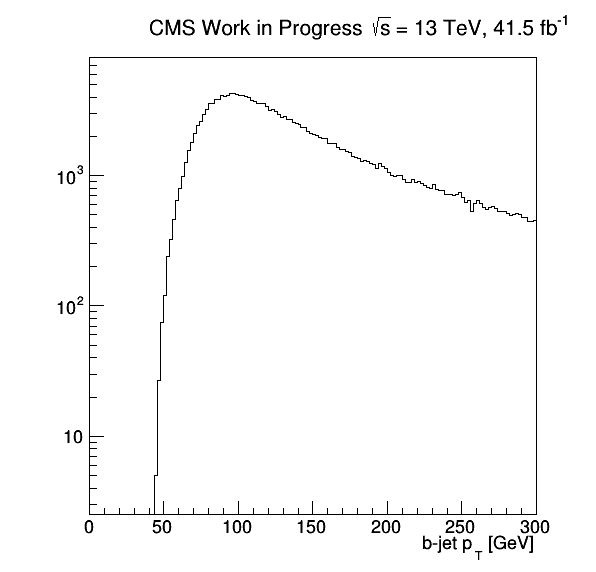 CMS Work in Progress √s = 13 TeV, 41.5 fb⁻¹
10³
10²
10
0 50 100 150 200 250 300
b-jet p_T [GeV]